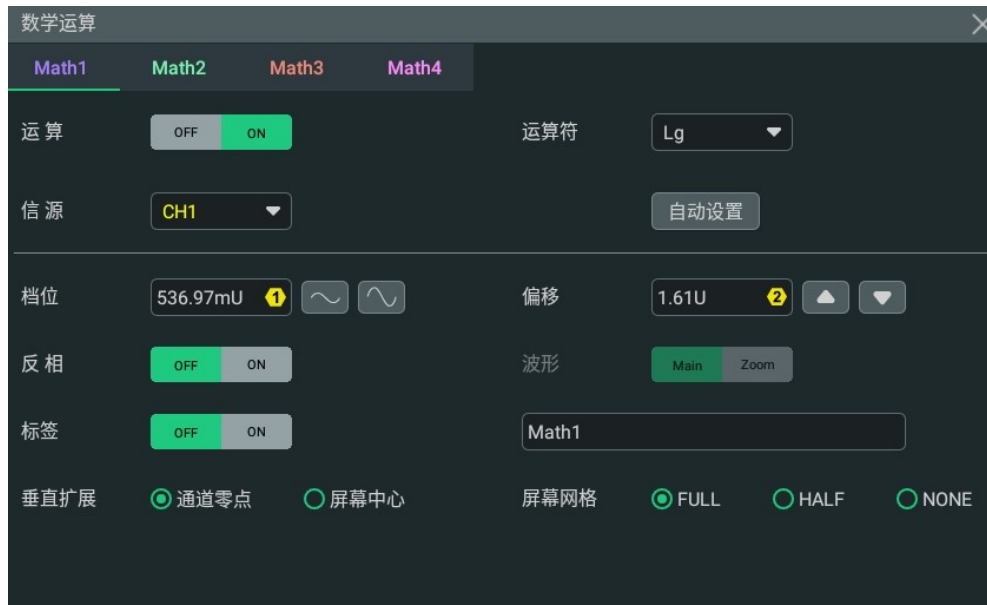 数学运算
Math1 Math2 Math3 Math4
运算 OFF ON 运算符 Lg
信源 CH1 自动设置
档位 536.97mU 1 偏移 1.61U 2
反相 OFF ON 波形 Main Zoom
标签 OFF ON Math1
垂直扩展 通道零点 屏幕中心 屏幕网格 FULL HALF NONE